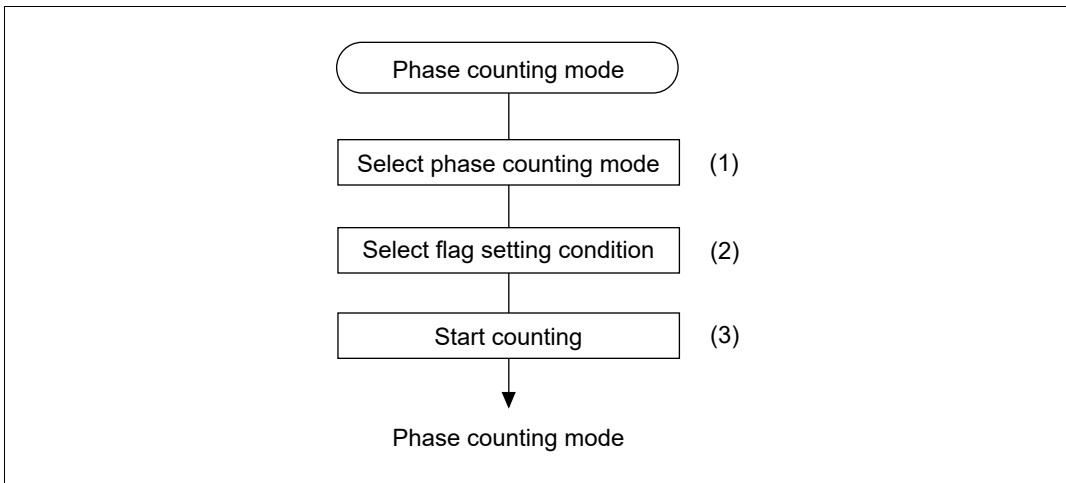 Phase counting mode
Select phase counting mode (1)
Select flag setting condition (2)
Start counting (3)
Phase counting mode